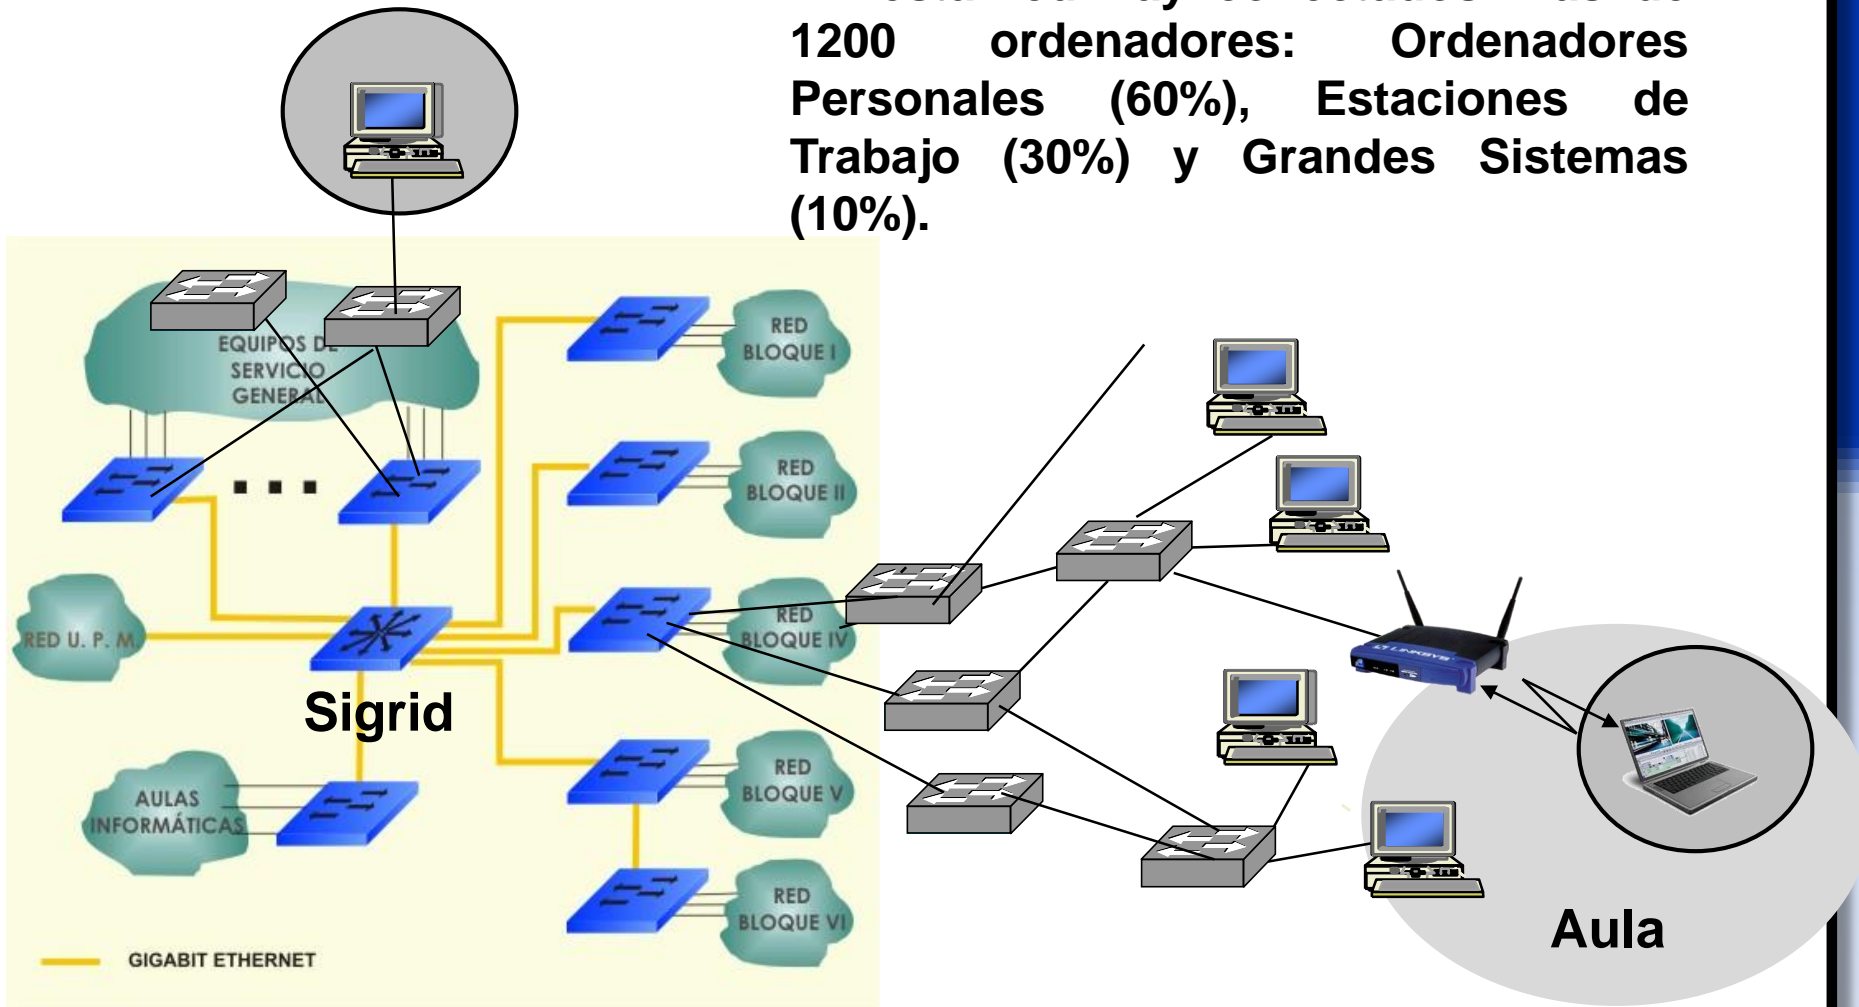 1200 ordenadores: Ordenadores
Personales (60%), Estaciones de
Trabajo (30%) y Grandes Sistemas
(10%).
EQUIPOS DE
SERVICIO
GENERAL
RED
BLOQUE I
RED
BLOQUE II
RED U. P. M.
RED
BLOQUE IV
Sigrid
LINKSYS
AULAS
INFORMÁTICAS
RED
BLOQUE V
RED
BLOQUE VI
Aula
GIGABIT ETHERNET